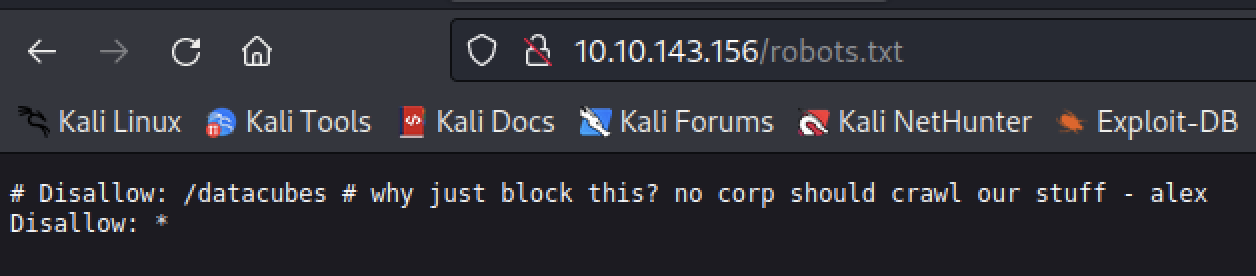 10.10.143.156/robots.txt
Kali Linux Kali Tools Kali Docs Kali Forums Kali NetHunter Exploit-DB
# Disallow: /datacubes # why just block this? no corp should crawl our stuff - alex
Disallow: *